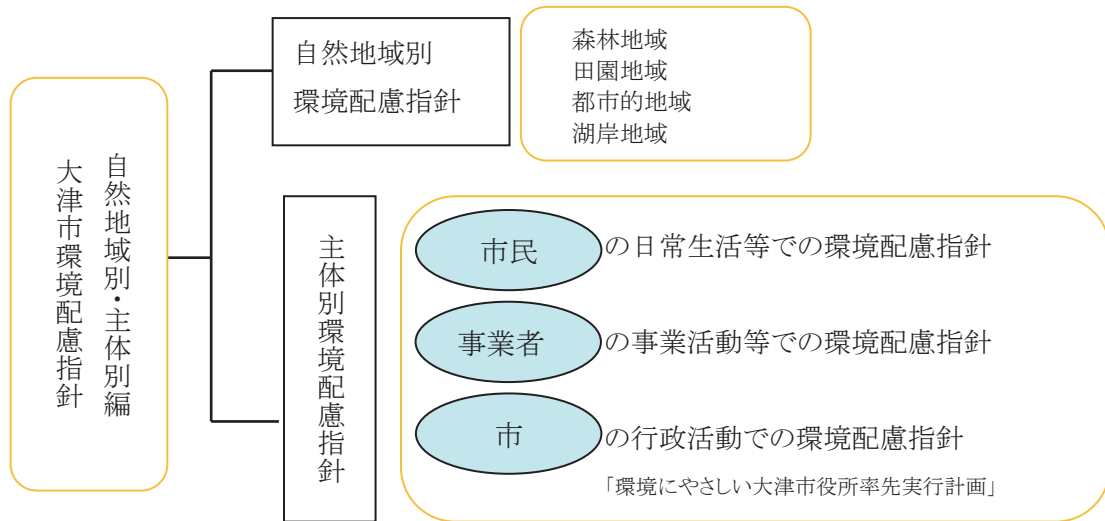 大津市環境配慮指針
自然地域別・主体別編
自然地域別
環境配慮指針
森林地域
田園地域
都市的地域
湖岸地域
主体別環境配慮指針
市民の日常生活等での環境配慮指針
事業者の事業活動等での環境配慮指針
市の行政活動での環境配慮指針
「環境にやさしい大津市役所率先実行計画」